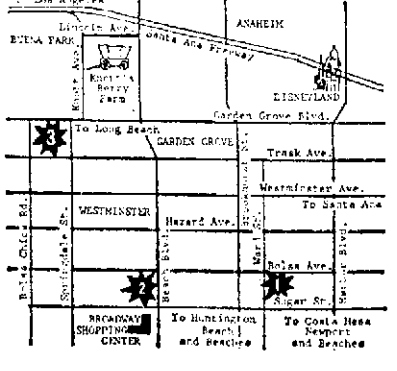 Los Angeles
Lincoln Ave.
ANAHEIM
BUENA PARK
Santa Ana Freeway
Knott Ave.
Knott's
Berry
Farm
DISNEYLAND
Garden Grove Blvd.
3
To Long Beach
GARDEN GROVE
Brookhurst St.
Trask Ave.
Westminster Ave.
To Santa Ana
WESTMINSTER
Hazard Ave.
Bolsa Chica Rd.
Springdale St.
Beach Blvd.
Ward St.
Harbor Blvd.
Bolsa Ave.
2
1
Sugar St.
BROADWAY
SHOPPING
CENTER
To Huntington
Beach
and Beaches
To Costa Mesa
Newport
and Beaches